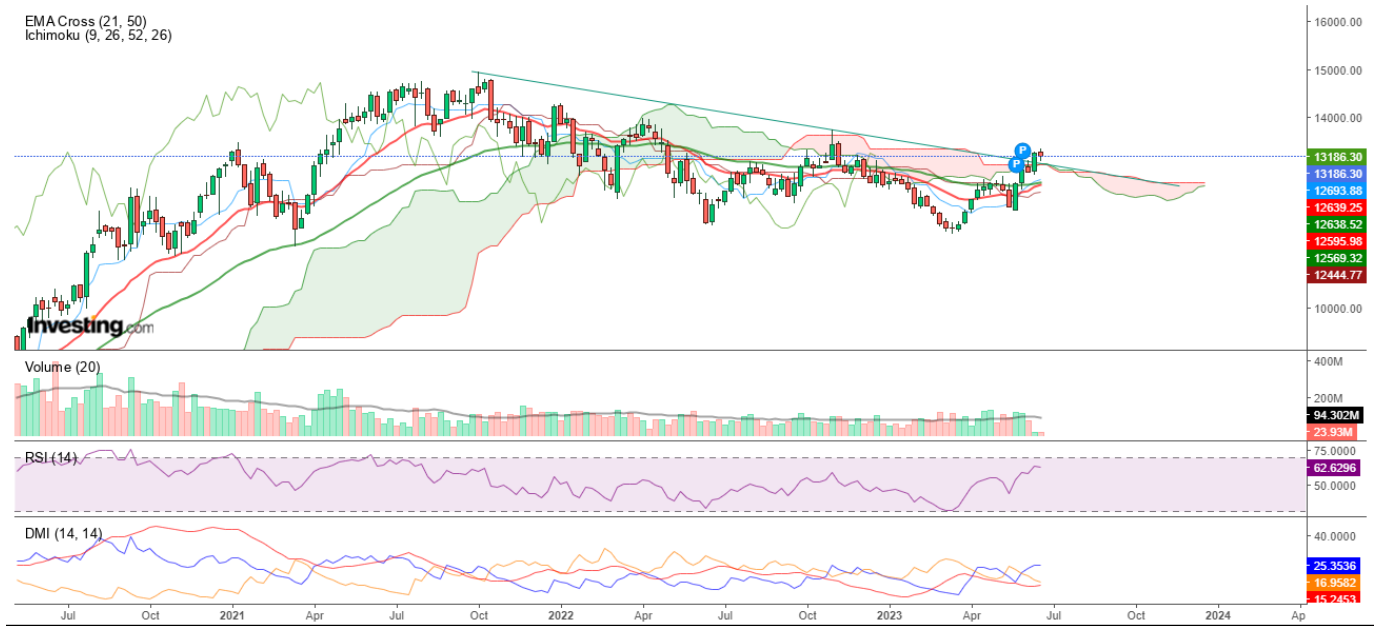 EMA Cross (21, 50)
Ichimoku (9, 26, 52, 26)
16000.00
15000.00
14000.00
P
P
13186.30
13186.30
12693.88
12639.25
12638.52
12595.98
12569.32
12444.77
10000.00
Investing.com
Volume (20)
400M
200M
94.302M
23.93M
RSI (14)
75.0000
62.6296
50.0000
DMI (14, 14)
40.0000
25.3536
16.9582
15.2453
Jul Oct 2021 Apr Jul Oct 2022 Apr Jul Oct 2023 Apr Jul Oct 2024 Ap